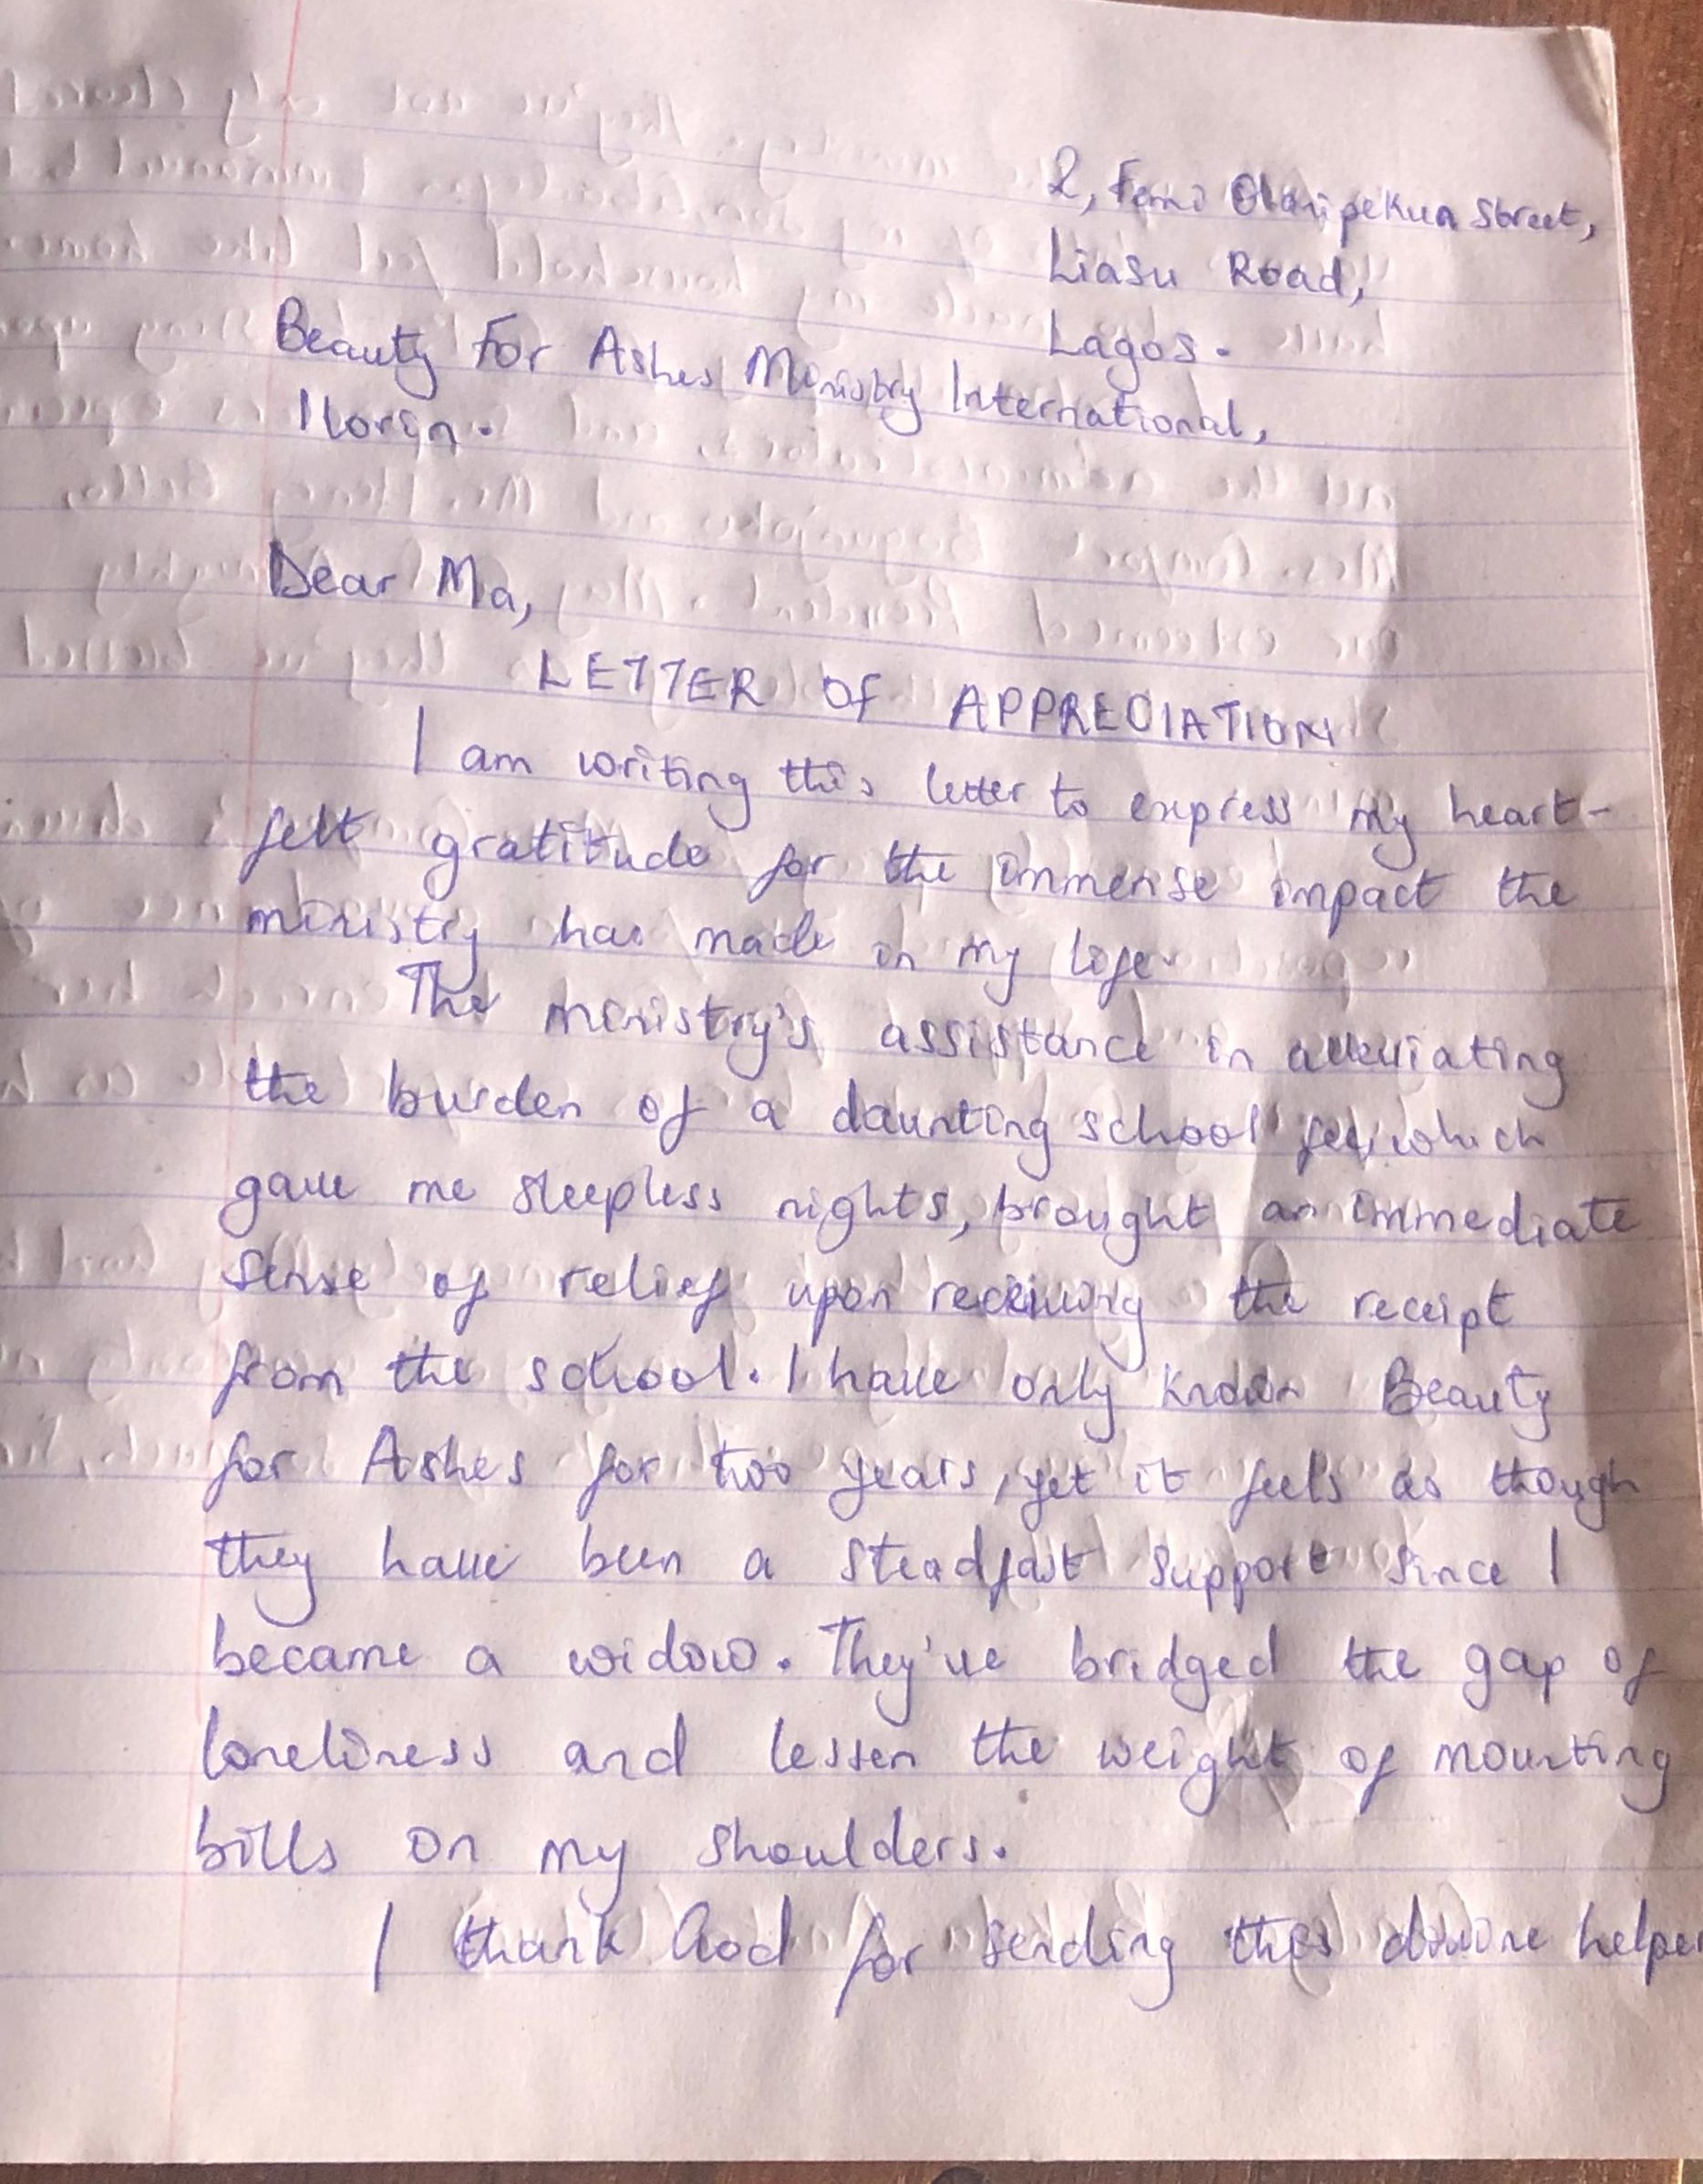 2, Femi Olanipekun Street,
Liasu Road,
Lagos.
Beauty For Ashes Ministry International,
Ilorin.
Dear Ma,
LETTER OF APPRECIATION
I am writing this letter to express my heart-
felt gratitude for the immense impact the
ministry has made in my life.
The ministry's assistance in alleviating
the burden of a daunting school fee, which
gave me sleepless nights, brought an immediate
sense of relief upon receiving the receipt
from the school. I have only known Beauty
for Ashes for two years, yet it feels as though
they have been a steadfast support since I
became a widow. They've bridged the gap of
loneliness and lessen the weight of mounting
bills on my shoulders.
I thank God for sending this divine helper